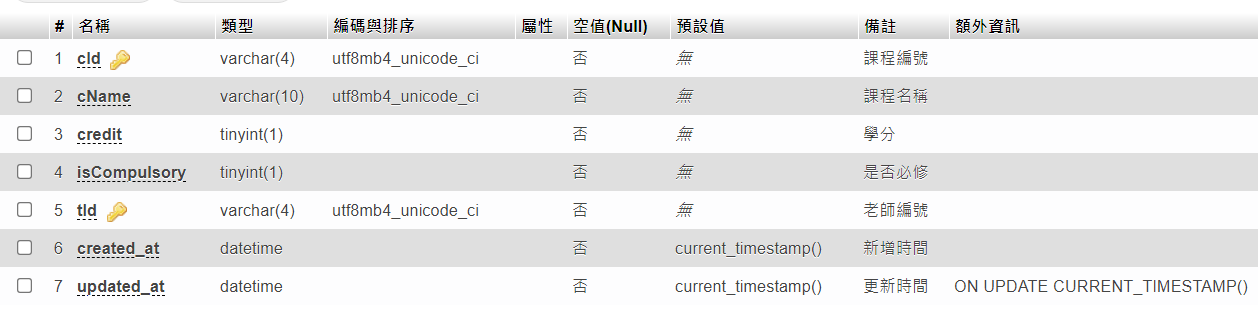 # 名稱 類型 編碼與排序 屬性 空值(Null) 預設值 備註 額外資訊
1 cId varchar(4) utf8mb4_unicode_ci 否 無 課程編號
2 cName varchar(10) utf8mb4_unicode_ci 否 無 課程名稱
3 credit tinyint(1) 否 無 學分
4 isCompulsory tinyint(1) 否 無 是否必修
5 tId varchar(4) utf8mb4_unicode_ci 否 無 老師編號
6 created_at datetime 否 current_timestamp() 新增時間
7 updated_at datetime 否 current_timestamp() 更新時間 ON UPDATE CURRENT_TIMESTAMP()